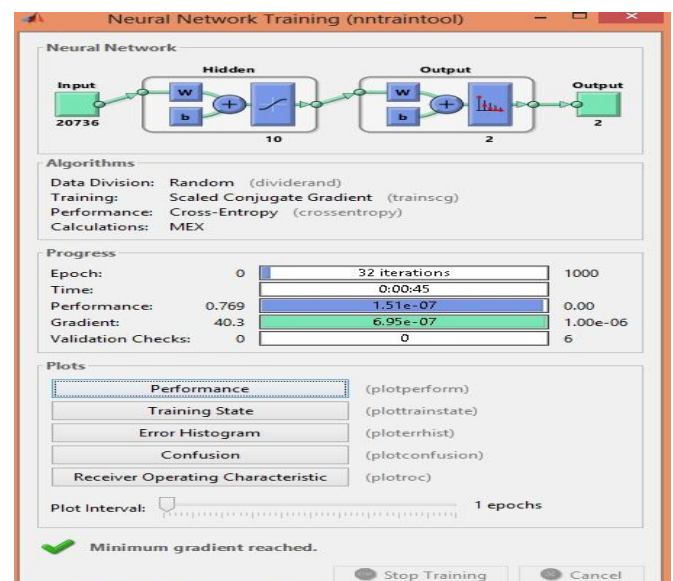 Neural Network Training (nntraintool)
Neural Network
Hidden Output
Input Output
W W
b b
20736 10 2 2
Algorithms
Data Division: Random (dividerand)
Training: Scaled Conjugate Gradient (trainscg)
Performance: Cross-Entropy (crossentropy)
Calculations: MEX
Progress
Epoch: 0 32 iterations 1000
Time: 0:00:45
Performance: 0.769 1.51e-07 0.00
Gradient: 40.3 6.95e-07 1.00e-06
Validation Checks: 0 0 6
Plots
Performance (plotperform)
Training State (plottrainstate)
Error Histogram (ploterrhist)
Confusion (plotconfusion)
Receiver Operating Characteristic (plotroc)
Plot Interval: 1 epochs
Minimum gradient reached.
Stop Training Cancel